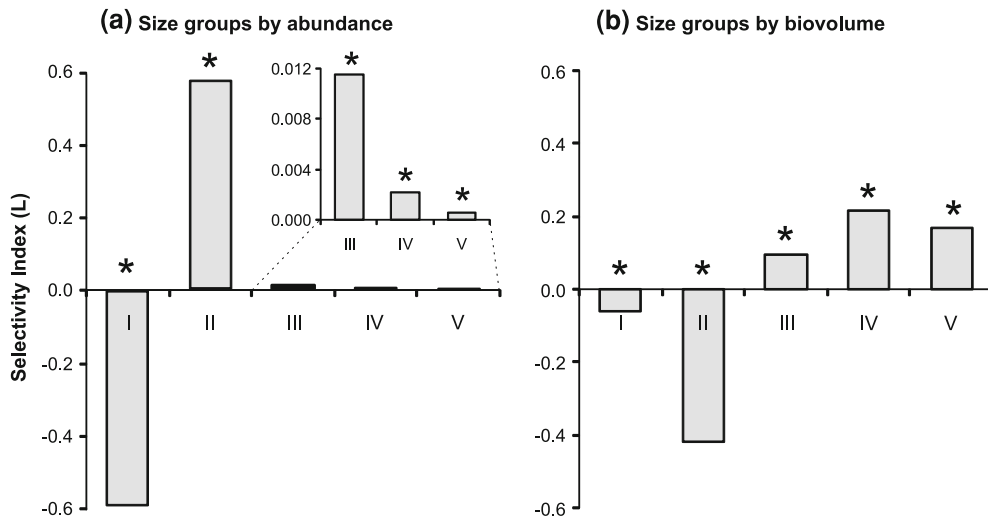 (a) Size groups by abundance
Selectivity Index (L)
0.6
0.4
0.2
0.0
-0.2
-0.4
-0.6
*
*
I
II
III
IV
V
0.012
0.008
0.004
0.000
*
*
*
III
IV
V
(b) Size groups by biovolume
0.6
0.4
0.2
0.0
-0.2
-0.4
-0.6
*
*
*
*
*
I
II
III
IV
V